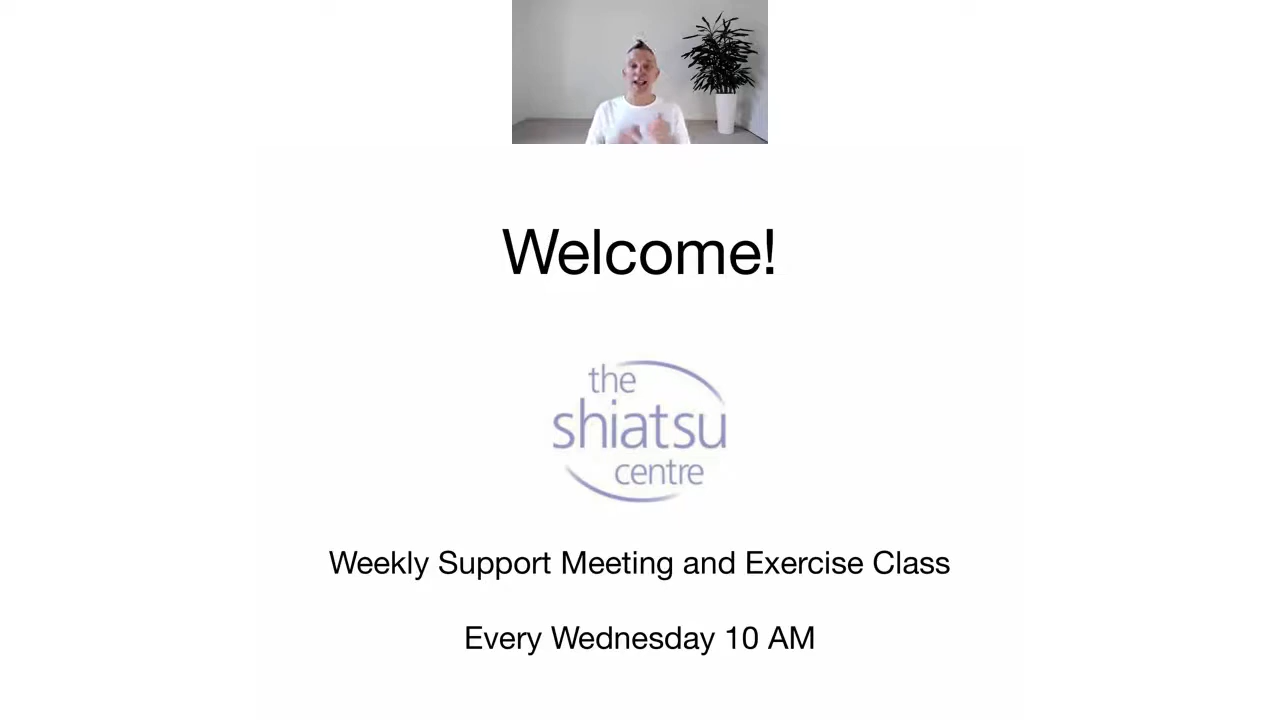 Welcome!
the
shiatsu
centre
Weekly Support Meeting and Exercise Class
Every Wednesday 10 AM